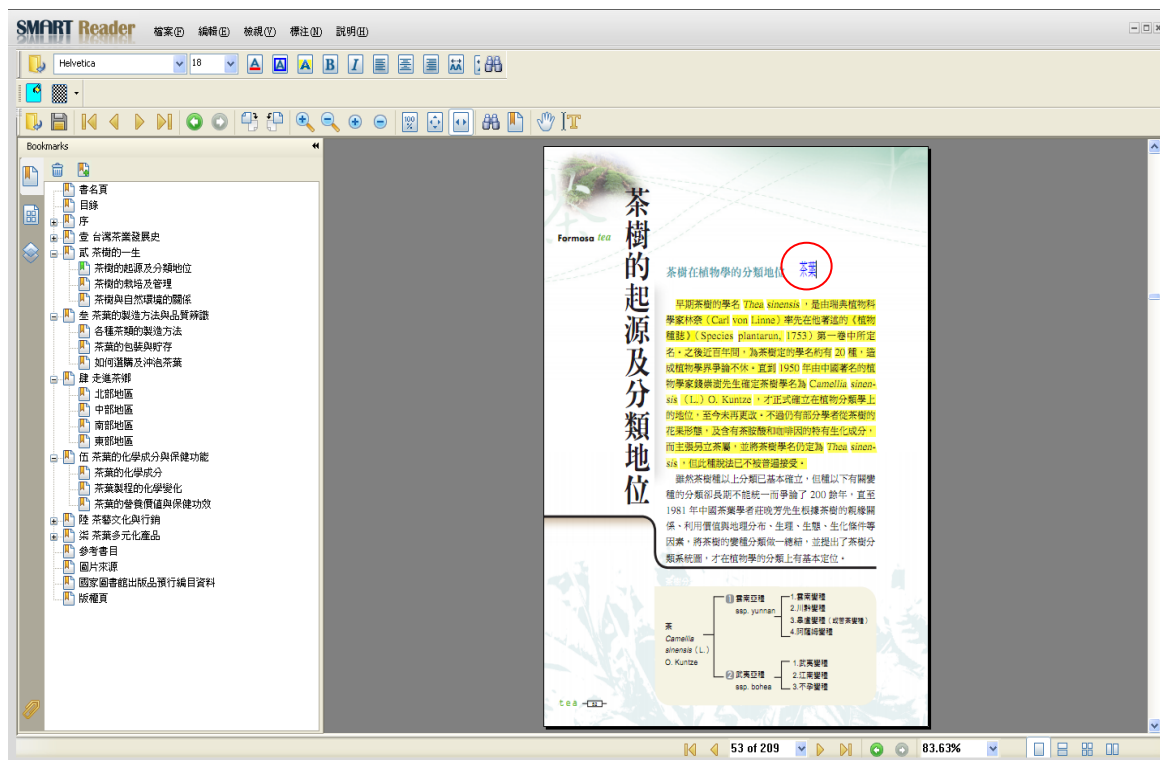 SMART Reader 檔案(F) 編輯(E) 檢視(V) 標注(N) 說明(H)
Helvetica 18
Bookmarks
書名頁
目錄
序
壹 台灣茶業發展史
貳 茶樹的一生
茶樹的起源及分類地位
茶樹的栽培及管理
茶樹與自然環境的關係
叁 茶葉的製造方法與品質辨識
各種茶類的製造方法
茶葉的包裝與貯存
如何選購及沖泡茶葉
肆 走進茶鄉
北部地區
中部地區
南部地區
東部地區
伍 茶葉的化學成分與保健功能
茶葉的化學成分
茶葉製程的化學變化
茶葉的營養價值與保健功效
陸 茶藝文化與行銷
柒 茶葉多元化產品
參考書目
圖片來源
國家圖書館出版品預行編目資料
版權頁
Formosa tea
茶樹的起源及分類地位
茶樹在植物學的分類地位 茶葉
早期茶樹的學名 Thea sinensis,是由瑞典植物科
學家林奈(Carl von Linne)率先在他著述的《植物
種誌》(Species plantarun, 1753)第一卷中所定
名。之後近百年間,為茶樹定的學名約有 20 種,造
成植物學界爭論不休。直到 1950 年由中國著名的植
物學家錢崇澍先生確定茶樹學名為 Camellia sinen-
sis (L.) O. Kuntze,才正式確立在植物分類學上
的地位,至今未再更改。不過仍有部分學者從茶樹的
花果形態,及含有茶胺酸和咖啡因的特有生化成分,
而主張另立茶屬,並將茶樹學名仍定為 Thea sinen-
sis,但此種說法已不被普遍接受。
雖然茶樹種以上分類已基本確立,但種以下有關變
種的分類卻長期不能統一而爭論了 200 餘年,直至
1981 年中國茶葉學者莊晚芳先生根據茶樹的親緣關
係、利用價值與地理分布、生理、生態、生化條件等
因素,將茶樹的變種分類做一總結,並提出了茶樹分
類系統圖,才在植物學的分類上有基本定位。
茶
Camellia
sinensis (L.)
O. Kuntze
1 雲南亞種
asp. yunnan
1.雲南變種
2.川黔變種
3.皋盧變種(或苦茶變種)
4.阿薩姆變種
2 武夷亞種
asp. bohea
1.武夷變種
2.江南變種
3.不孕變種
tea 52
53 of 209 83.63%